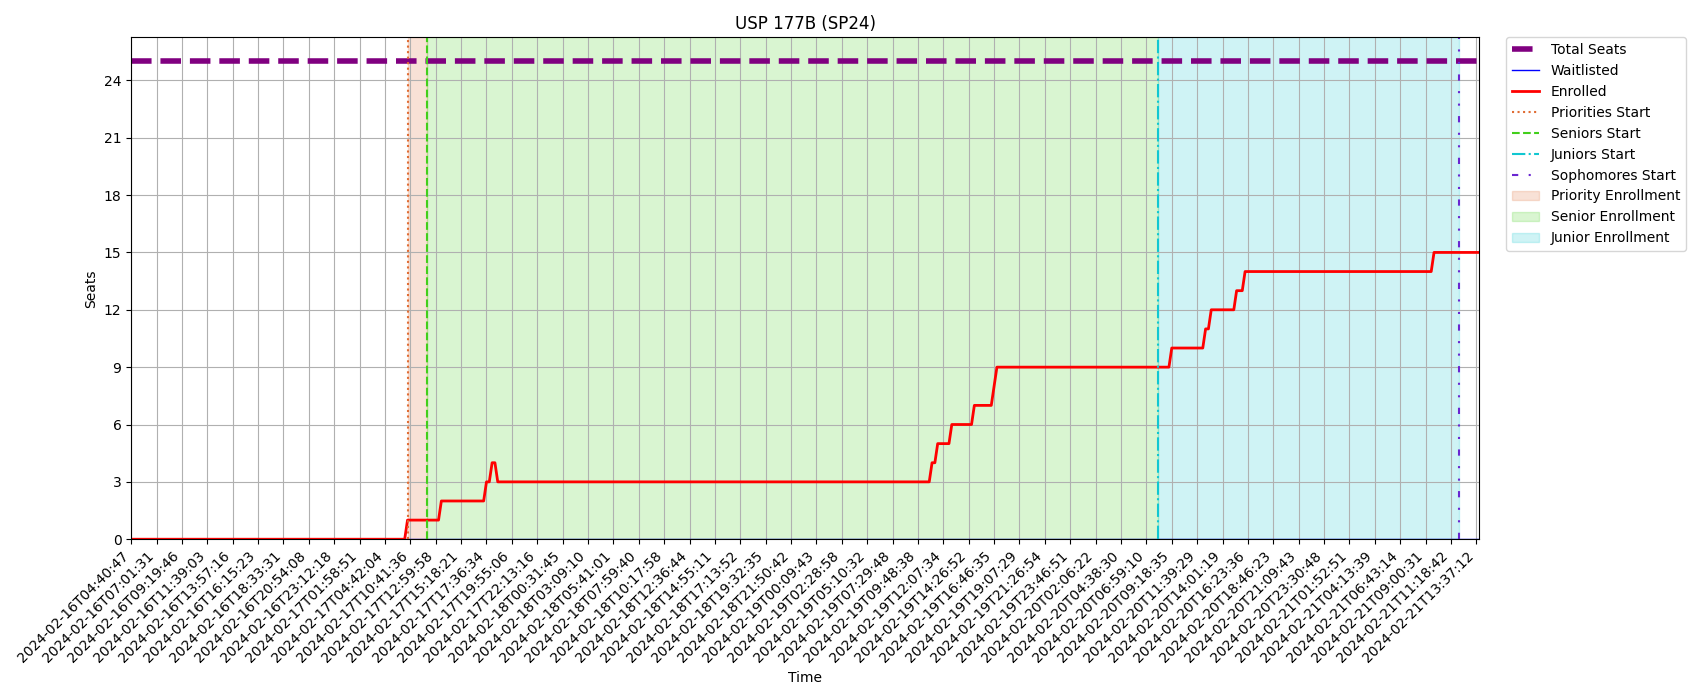 USP 177B (SP24)
Total Seats
Waitlisted
Enrolled
Priorities Start
Seniors Start
Juniors Start
Sophomores Start
Priority Enrollment
Senior Enrollment
Junior Enrollment
Seats
24
21
18
15
12
9
6
3
0
2024-02-16T04:40:47
2024-02-16T07:01:31
2024-02-16T09:19:46
2024-02-16T11:39:03
2024-02-16T13:57:16
2024-02-16T16:15:23
2024-02-16T18:33:31
2024-02-16T20:54:08
2024-02-16T23:12:18
2024-02-17T01:58:51
2024-02-17T04:42:04
2024-02-17T10:41:36
2024-02-17T12:59:58
2024-02-17T15:18:21
2024-02-17T17:36:34
2024-02-17T19:55:06
2024-02-17T22:13:16
2024-02-18T00:31:45
2024-02-18T03:09:10
2024-02-18T05:41:01
2024-02-18T07:59:40
2024-02-18T10:17:58
2024-02-18T12:36:44
2024-02-18T14:55:11
2024-02-18T17:13:52
2024-02-18T19:32:35
2024-02-18T21:50:42
2024-02-19T00:09:43
2024-02-19T02:28:58
2024-02-19T05:10:32
2024-02-19T07:29:48
2024-02-19T09:48:38
2024-02-19T12:07:34
2024-02-19T14:26:52
2024-02-19T16:46:35
2024-02-19T19:07:29
2024-02-19T21:26:54
2024-02-19T23:46:51
2024-02-20T02:06:22
2024-02-20T04:38:30
2024-02-20T06:59:10
2024-02-20T09:18:35
2024-02-20T11:39:29
2024-02-20T14:01:19
2024-02-20T16:23:36
2024-02-20T18:46:23
2024-02-20T21:09:43
2024-02-20T23:30:48
2024-02-21T01:52:51
2024-02-21T04:13:39
2024-02-21T06:43:14
2024-02-21T09:00:31
2024-02-21T11:18:42
2024-02-21T13:37:12
Time